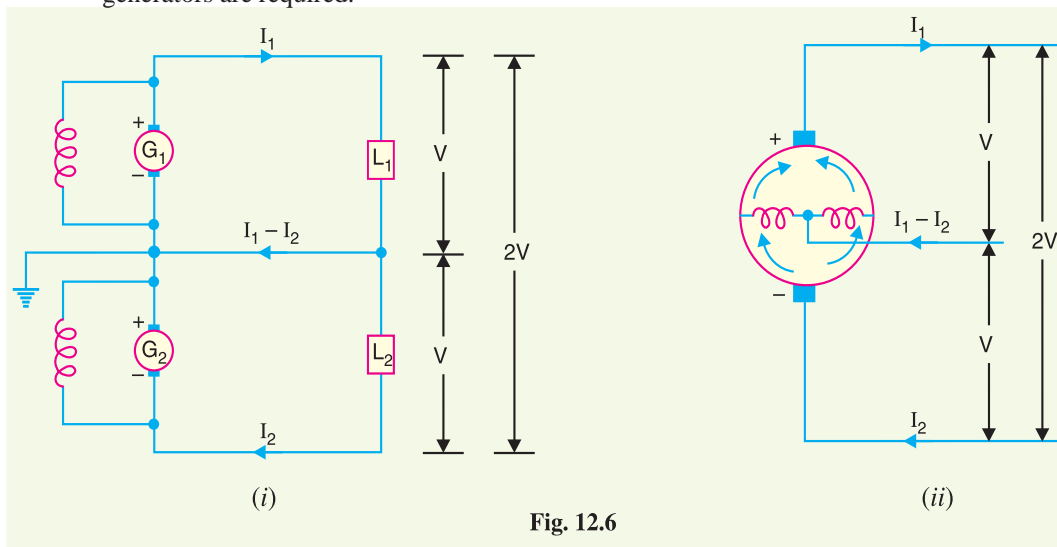 generators are required.
I1
+
G1
–
L1
V
I1 – I2
2V
+
G2
–
L2
V
I2
(i)
I1
+
V
I1 – I2
2V
–
V
I2
(ii)
Fig. 12.6